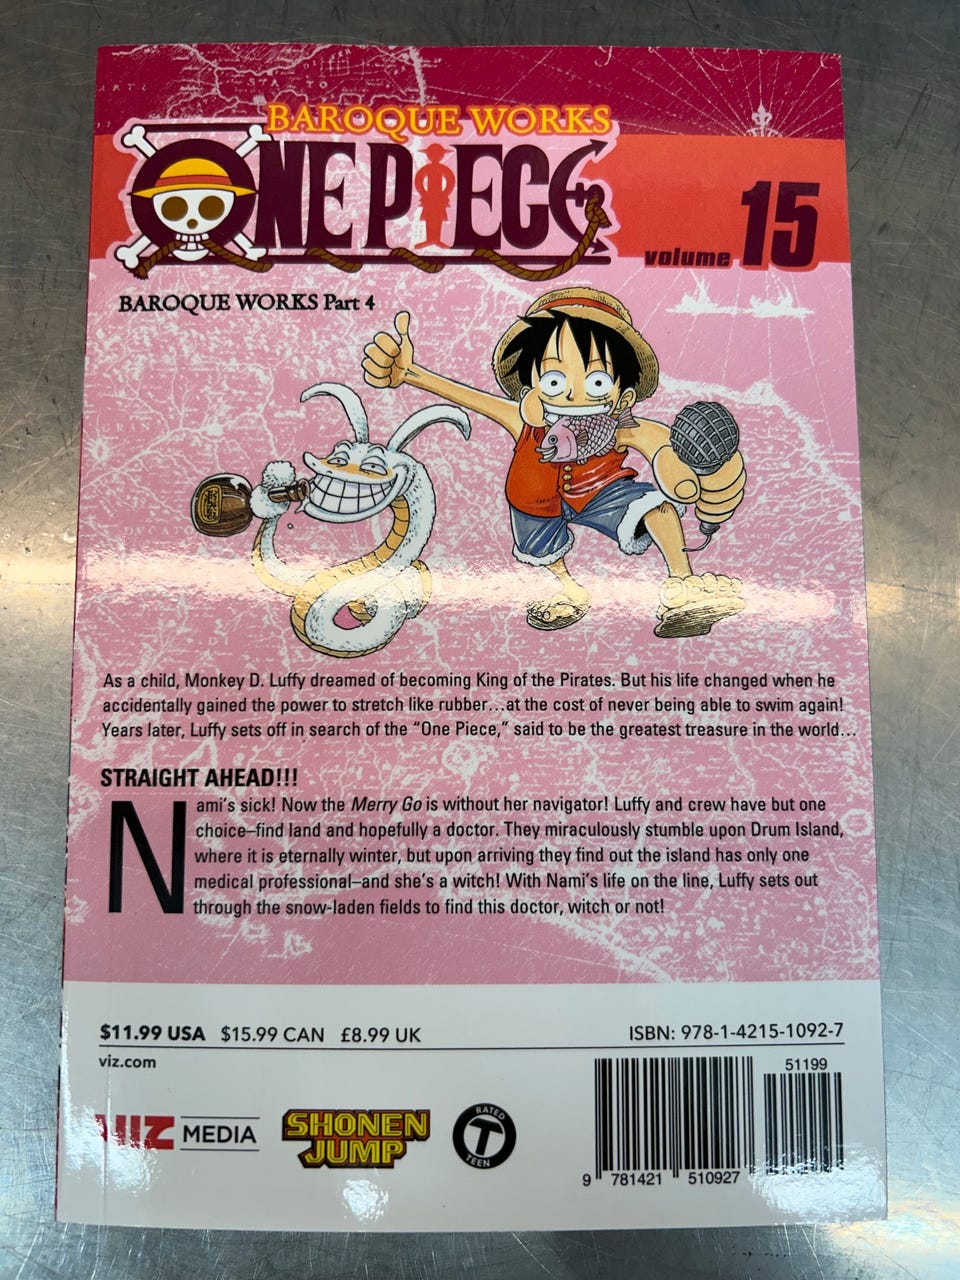 BAROQUE WORKS
ONE PIECE
volume 15
BAROQUE WORKS Part 4
As a child, Monkey D. Luffy dreamed of becoming King of the Pirates. But his life changed when he
accidentally gained the power to stretch like rubber...at the cost of never being able to swim again!
Years later, Luffy sets off in search of the “One Piece,” said to be the greatest treasure in the world...
STRAIGHT AHEAD!!!
Nami’s sick! Now the Merry Go is without her navigator! Luffy and crew have but one
choice–find land and hopefully a doctor. They miraculously stumble upon Drum Island,
where it is eternally winter, but upon arriving they find out the island has only one
medical professional–and she’s a witch! With Nami’s life on the line, Luffy sets out
through the snow-laden fields to find this doctor, witch or not!
$11.99 USA $15.99 CAN £8.99 UK
ISBN: 978-1-4215-1092-7
viz.com
51199
VIZ MEDIA
SHONEN
JUMP
RATED
T
TEEN
9 781421 510927